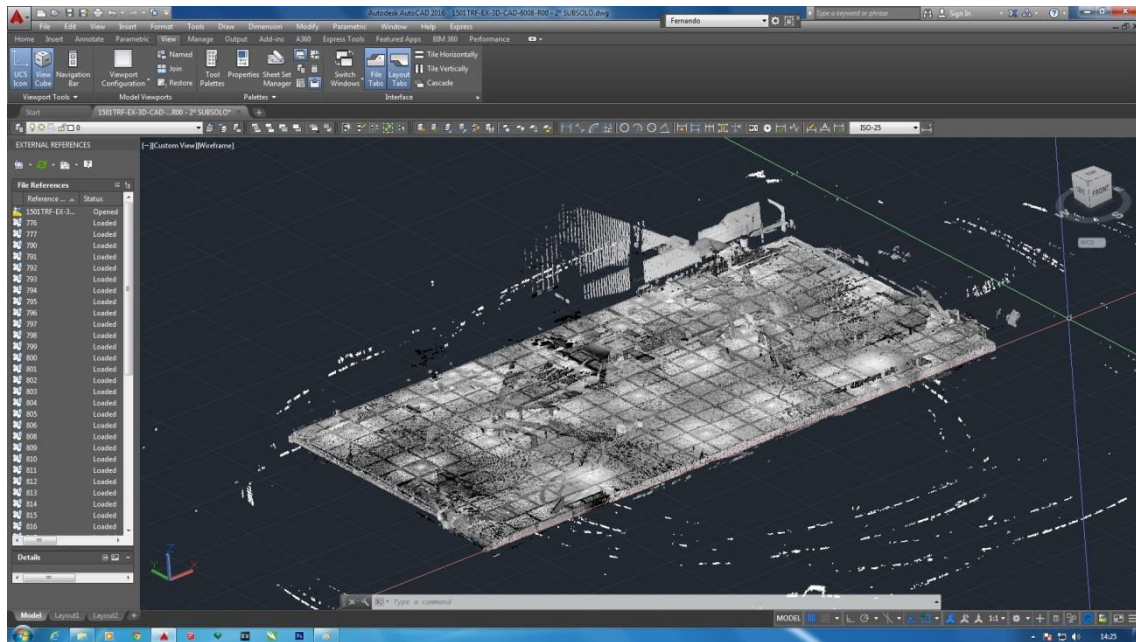 Autodesk AutoCAD 2016   1501TRF-EX-3D-CAD-6008-R00 - 2º SUBSOLO.dwg
Fernando
Type a keyword or phrase
Sign In
File Edit View Insert Format Tools Draw Dimension Modify Parametric Window Help Express
Home Insert Annotate Parametric View Manage Output Add-ins A360 Express Tools Featured Apps BIM 360 Performance
UCS Icon
View Cube
Navigation Bar
Viewport Configuration
Named
Join
Restore
Tool Palettes
Properties
Sheet Set Manager
Switch Windows
File Tabs
Layout Tabs
Tile Horizontally
Tile Vertically
Cascade
Viewport Tools
Model Viewports
Palettes
Interface
Start
1501TRF-EX-3D-CAD-...R00 - 2º SUBSOLO*
0
ISO-25
EXTERNAL REFERENCES
[−][Custom View][Wireframe]
File References
Reference ... Status
1501TRF-EX-3... Opened
776 Loaded
777 Loaded
790 Loaded
791 Loaded
792 Loaded
793 Loaded
794 Loaded
795 Loaded
796 Loaded
797 Loaded
798 Loaded
799 Loaded
800 Loaded
801 Loaded
802 Loaded
803 Loaded
804 Loaded
805 Loaded
806 Loaded
808 Loaded
809 Loaded
810 Loaded
811 Loaded
812 Loaded
813 Loaded
814 Loaded
815 Loaded
816 Loaded
Details
TOP
FRONT
S
WCS
Z
Y
X
Type a command
Model Layout1 Layout2 +
MODEL
1:1
14:25